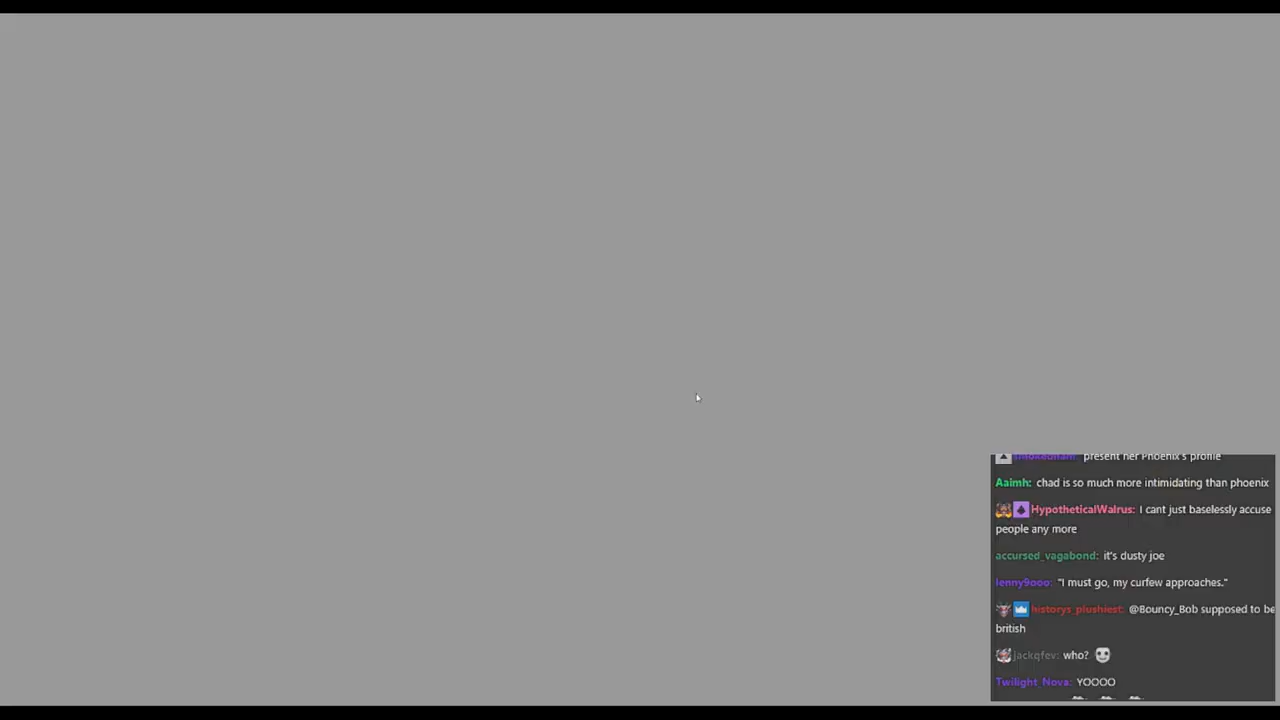 present her Phoenix's profile
Aaimh: chad is so much more intimidating than phoenix
HypotheticalWalrus: I cant just baselessly accuse
people any more
accursed_vagabond: it's dusty joe
lenny9ooo: "I must go, my curfew approaches."
historys_plushiest: @Bouncy_Bob supposed to be
british
jackqfev: who?
Twilight_Nova: YOOOO